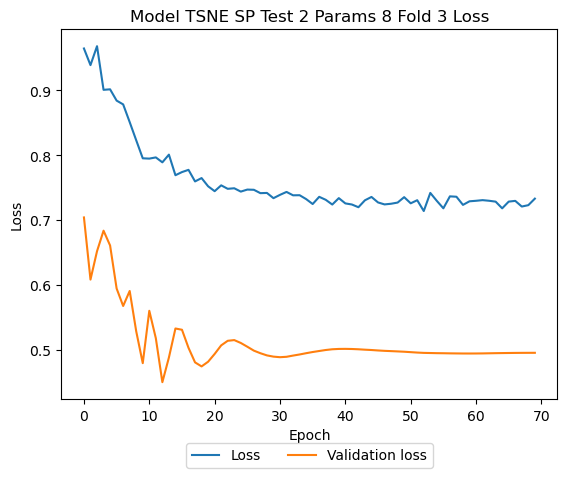 Model TSNE SP Test 2 Params 8 Fold 3 Loss
Loss
0.9
0.8
0.7
0.6
0.5
0 10 20 30 40 50 60 70
Epoch
Loss Validation loss